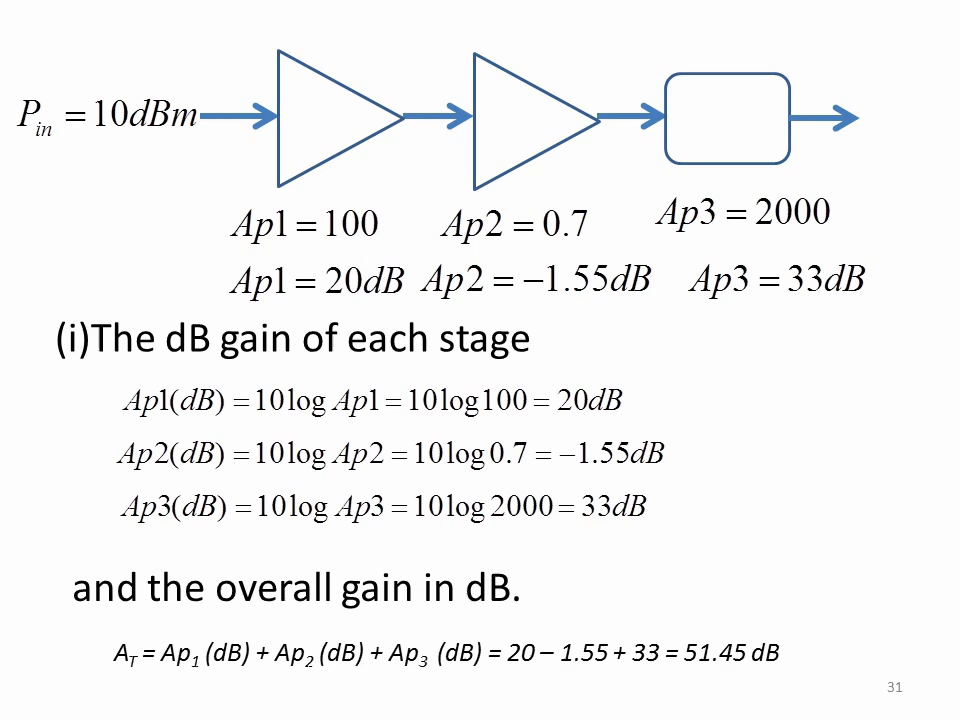 P_in = 10dBm
Ap1 = 100 Ap2 = 0.7 Ap3 = 2000
Ap1 = 20dB Ap2 = −1.55dB Ap3 = 33dB
(i)The dB gain of each stage
Ap1(dB) = 10log Ap1 = 10log100 = 20dB
Ap2(dB) = 10log Ap2 = 10log 0.7 = −1.55dB
Ap3(dB) = 10log Ap3 = 10log 2000 = 33dB
and the overall gain in dB.
A_T = Ap_1 (dB) + Ap_2 (dB) + Ap_3 (dB) = 20 – 1.55 + 33 = 51.45 dB
31